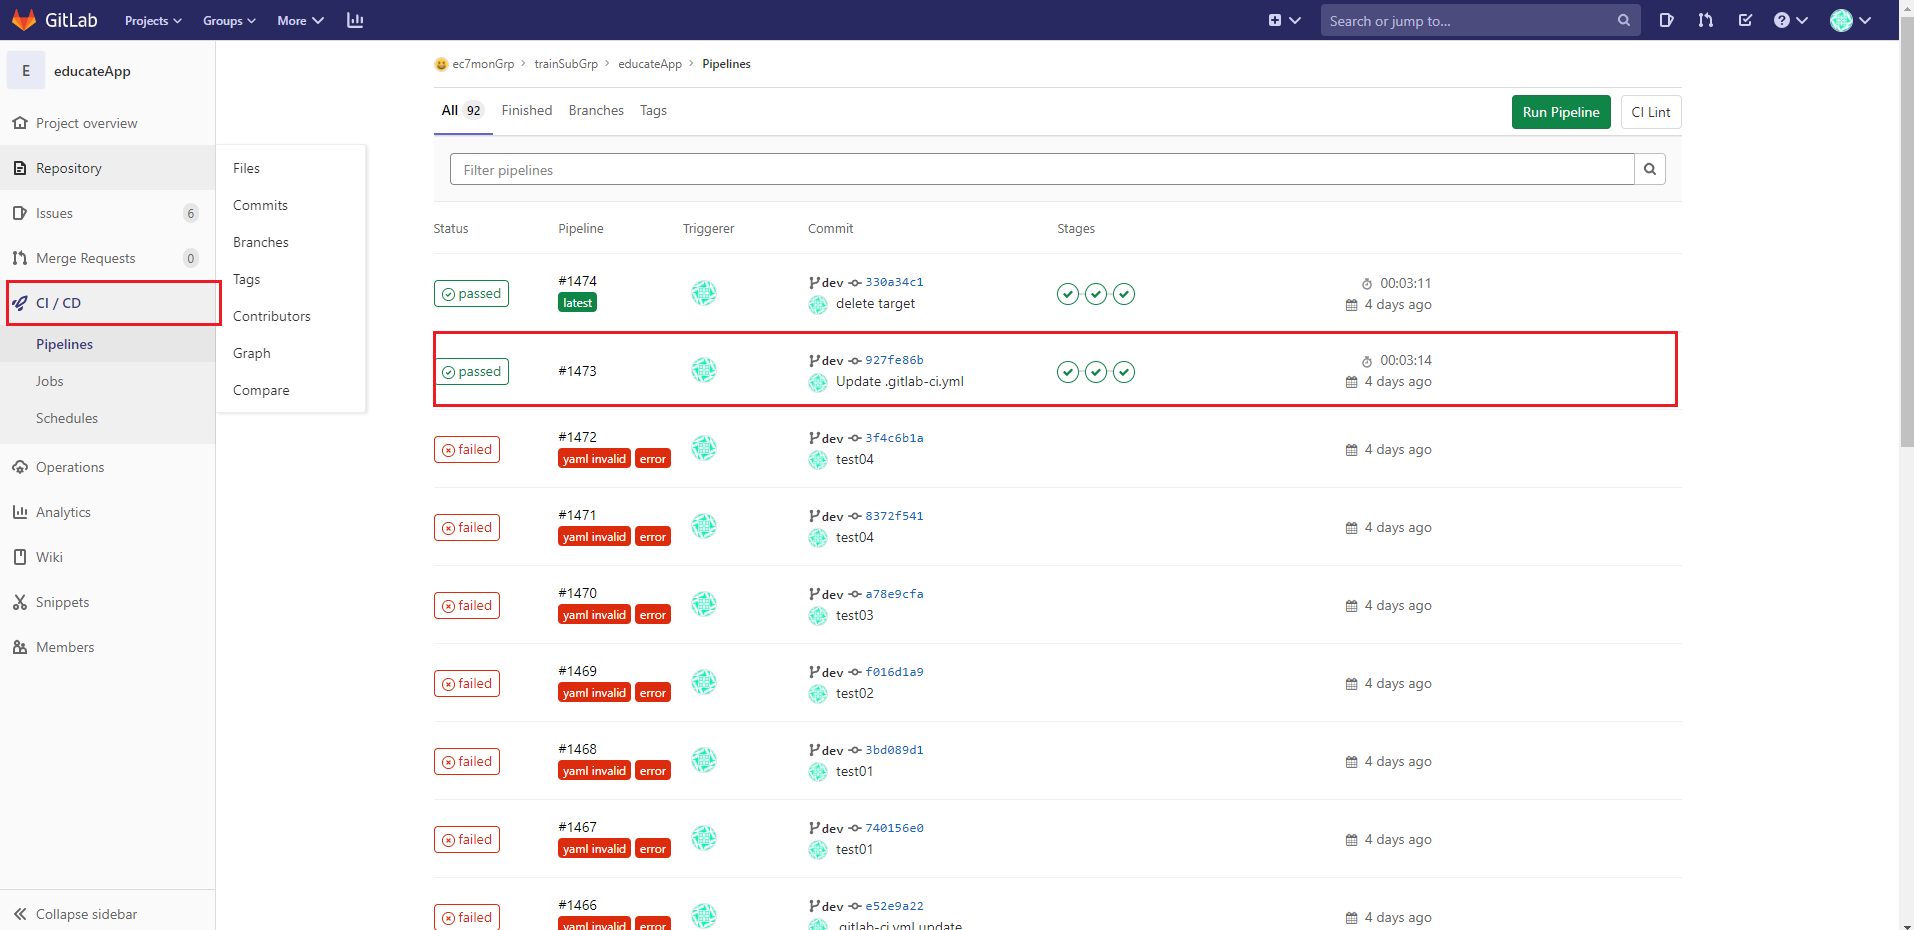 GitLab Projects Groups More Search or jump to...
E educateApp
Project overview
Repository
Issues 6
Merge Requests 0
CI / CD
Pipelines
Jobs
Schedules
Operations
Analytics
Wiki
Snippets
Members
Collapse sidebar
Files
Commits
Branches
Tags
Contributors
Graph
Compare
ec7monGrp > trainSubGrp > educateApp > Pipelines
All 92 Finished Branches Tags Run Pipeline CI Lint
Filter pipelines
Status Pipeline Triggerer Commit Stages
passed #1474 latest dev 330a34c1 00:03:11
delete target 4 days ago
passed #1473 dev 927fe86b 00:03:14
Update .gitlab-ci.yml 4 days ago
failed #1472 dev 3f4c6b1a 4 days ago
yaml invalid error test04
failed #1471 dev 8372f541 4 days ago
yaml invalid error test04
failed #1470 dev a78e9cfa 4 days ago
yaml invalid error test03
failed #1469 dev f016d1a9 4 days ago
yaml invalid error test02
failed #1468 dev 3bd089d1 4 days ago
yaml invalid error test01
failed #1467 dev 740156e0 4 days ago
yaml invalid error test01
failed #1466 dev e52e9a22 4 days ago
yaml invalid error .gitlab-ci.yml update